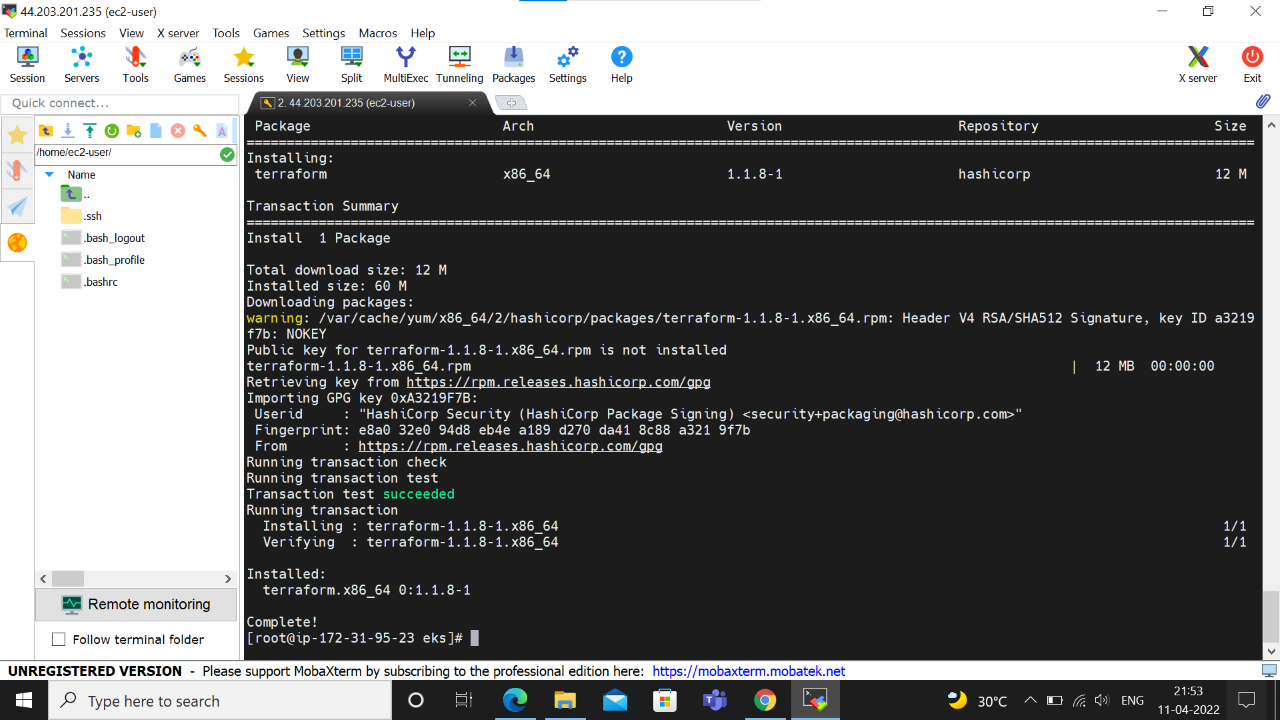 44.203.201.235 (ec2-user)
Terminal Sessions View X server Tools Games Settings Macros Help
Session Servers Tools Games Sessions View Split MultiExec Tunneling Packages Settings Help X server Exit
Quick connect...
2. 44.203.201.235 (ec2-user)
/home/ec2-user/
Name
..
.ssh
.bash_logout
.bash_profile
.bashrc
Remote monitoring
Follow terminal folder
Package Arch Version Repository Size
================================================================================
Installing:
terraform x86_64 1.1.8-1 hashicorp 12 M
Transaction Summary
================================================================================
Install 1 Package
Total download size: 12 M
Installed size: 60 M
Downloading packages:
warning: /var/cache/yum/x86_64/2/hashicorp/packages/terraform-1.1.8-1.x86_64.rpm: Header V4 RSA/SHA512 Signature, key ID a3219
f7b: NOKEY
Public key for terraform-1.1.8-1.x86_64.rpm is not installed
terraform-1.1.8-1.x86_64.rpm | 12 MB 00:00:00
Retrieving key from https://rpm.releases.hashicorp.com/gpg
Importing GPG key 0xA3219F7B:
Userid : "HashiCorp Security (HashiCorp Package Signing) <security+packaging@hashicorp.com>"
Fingerprint: e8a0 32e0 94d8 eb4e a189 d270 da41 8c88 a321 9f7b
From : https://rpm.releases.hashicorp.com/gpg
Running transaction check
Running transaction test
Transaction test succeeded
Running transaction
Installing : terraform-1.1.8-1.x86_64 1/1
Verifying : terraform-1.1.8-1.x86_64 1/1
Installed:
terraform.x86_64 0:1.1.8-1
Complete!
[root@ip-172-31-95-23 eks]#
UNREGISTERED VERSION - Please support MobaXterm by subscribing to the professional edition here: https://mobaxterm.mobatek.net
Type here to search
30°C
ENG
21:53
11-04-2022